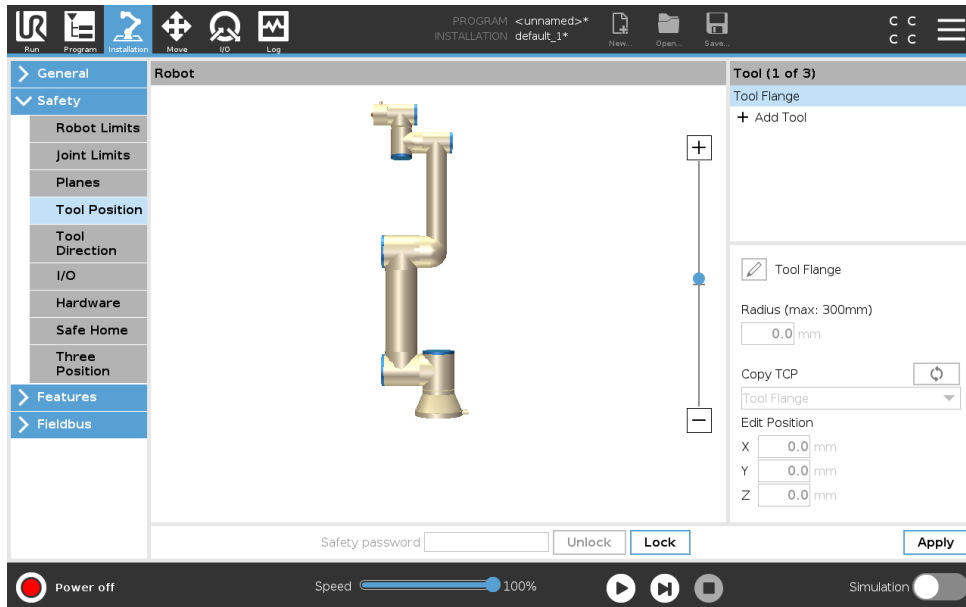 UR
Run
Program
Installation
Move
I/O
Log
PROGRAM <unnamed>*
INSTALLATION default_1*
New...
Open...
Save...
C C
C C
General
Safety
Robot Limits
Joint Limits
Planes
Tool Position
Tool
Direction
I/O
Hardware
Safe Home
Three
Position
Features
Fieldbus
Robot
Tool (1 of 3)
Tool Flange
+ Add Tool
Tool Flange
Radius (max: 300mm)
0.0 mm
Copy TCP
Tool Flange
Edit Position
X 0.0 mm
Y 0.0 mm
Z 0.0 mm
Safety password
Unlock
Lock
Apply
Power off
Speed
100%
Simulation